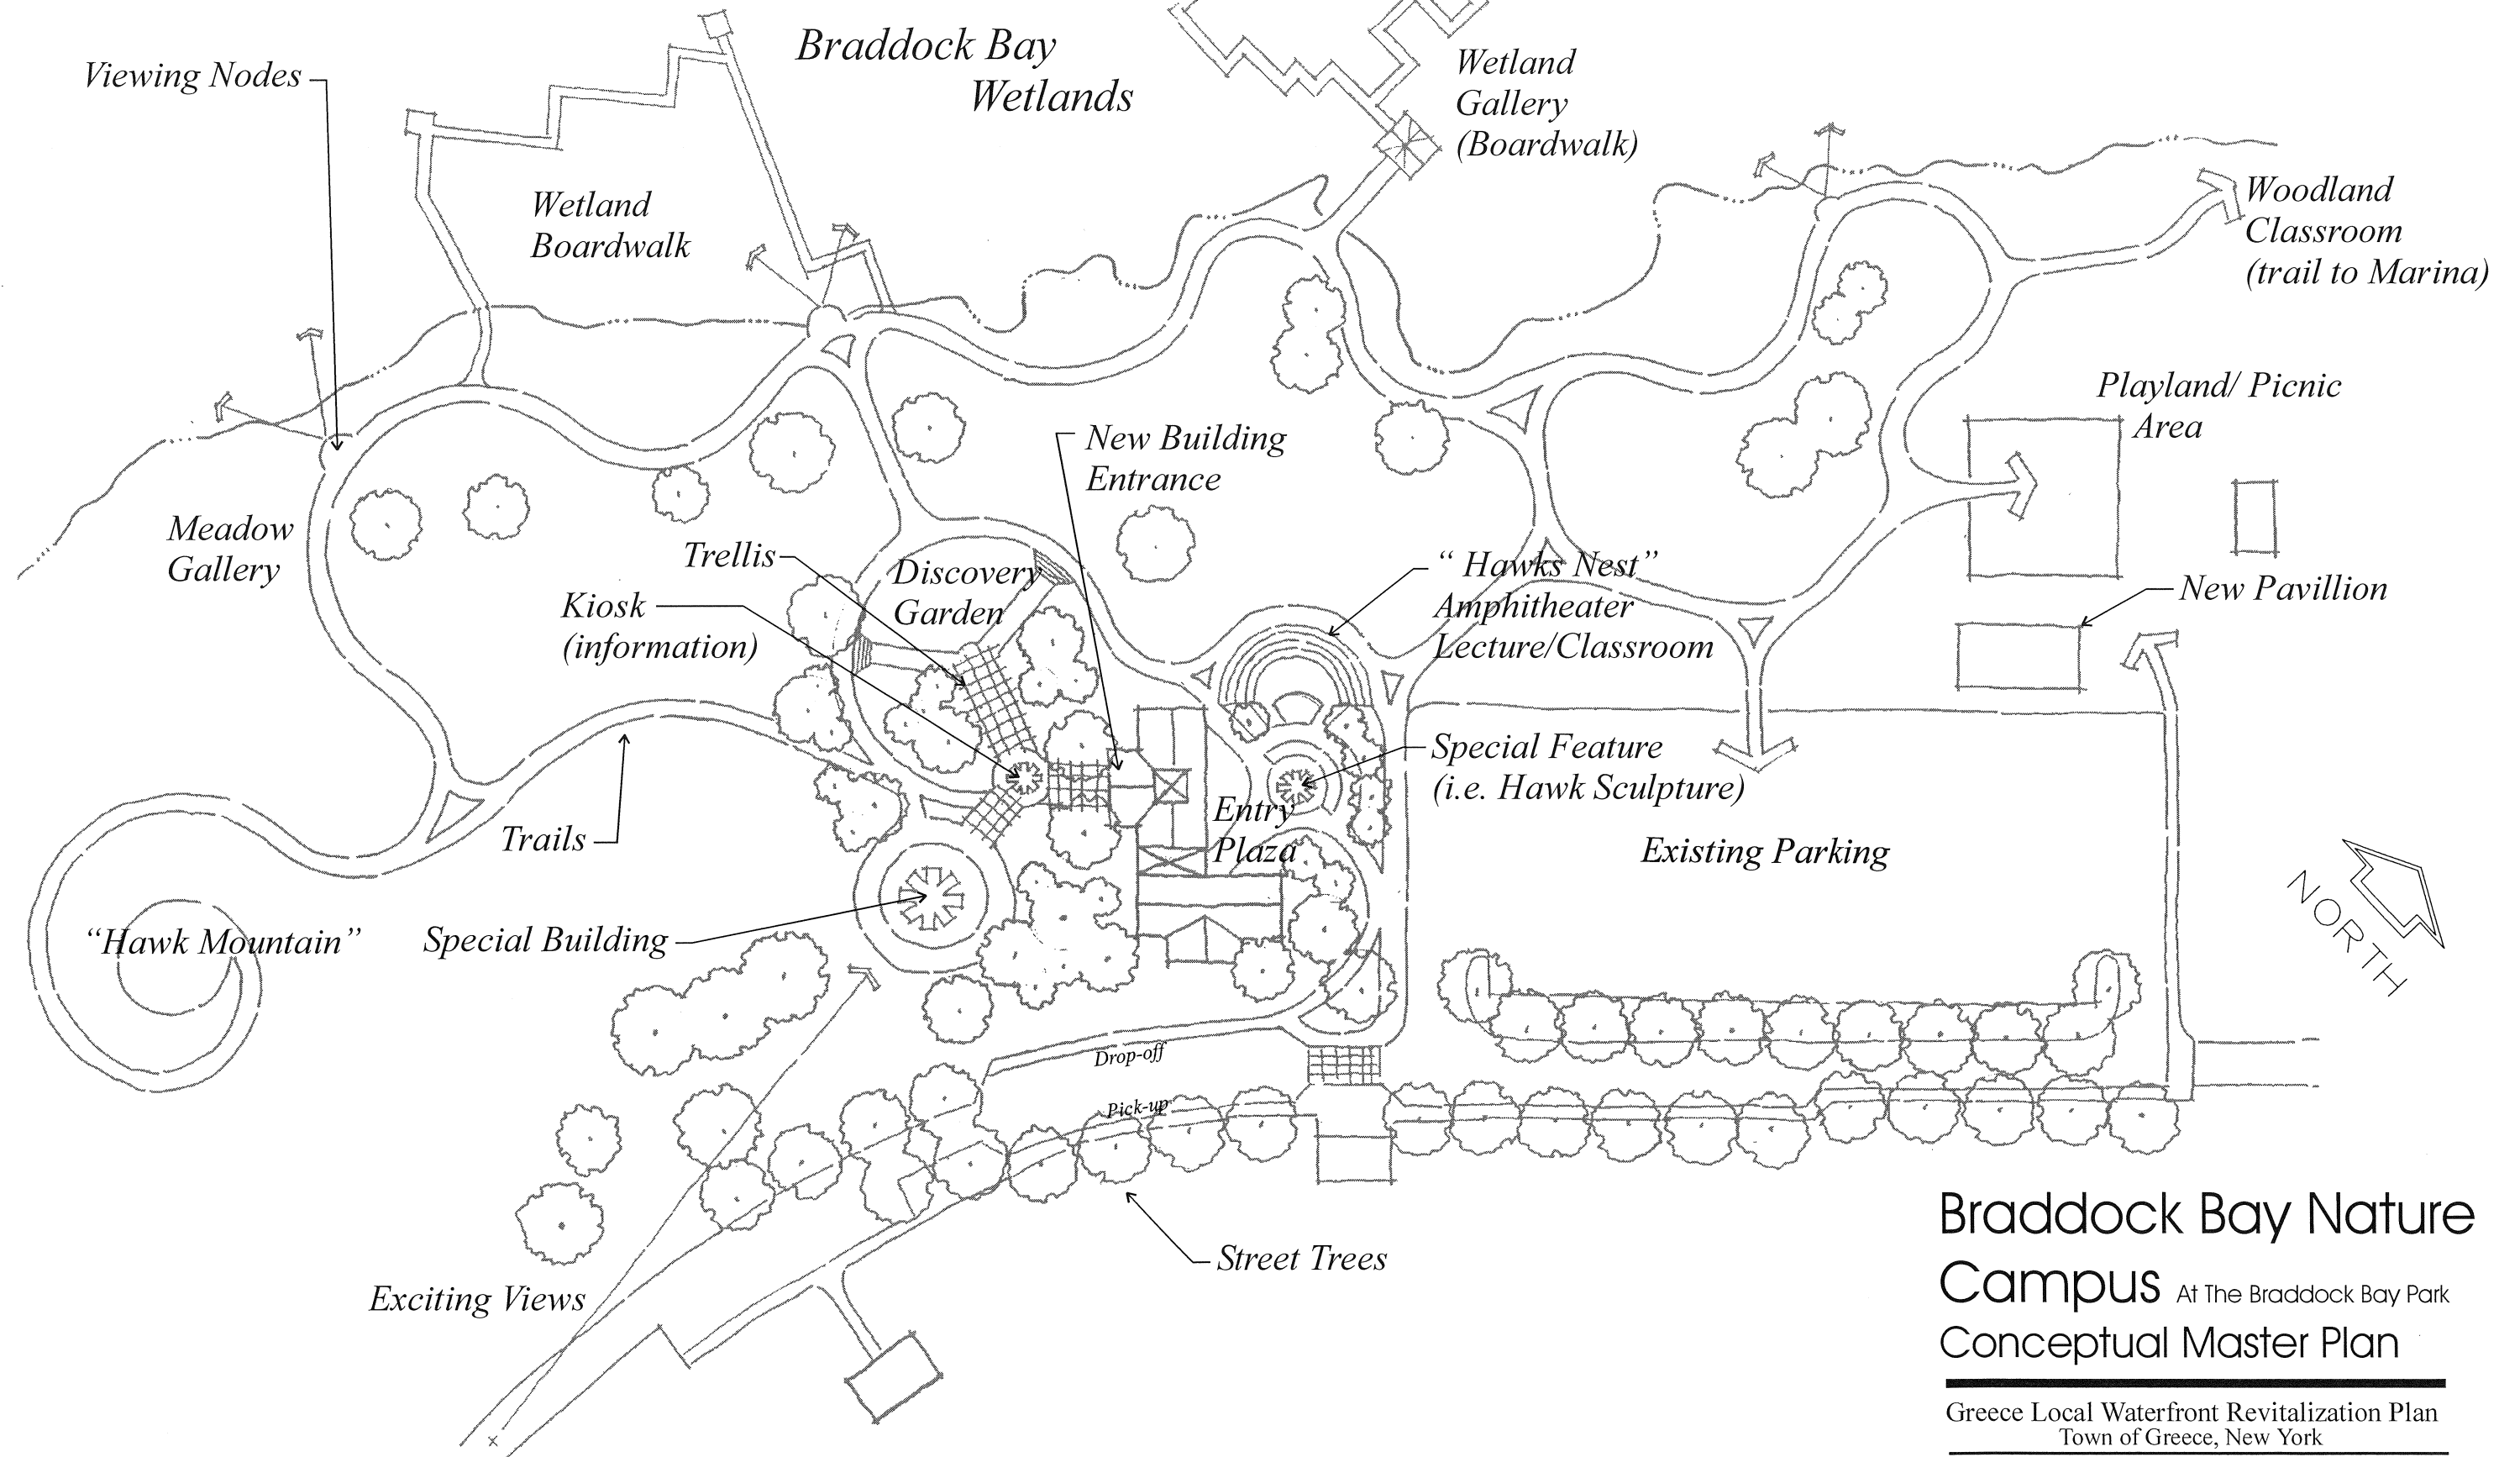 Braddock Bay
Wetlands
Viewing Nodes
Wetland
Gallery
(Boardwalk)
Wetland
Boardwalk
Woodland
Classroom
(trail to Marina)
Playland/ Picnic
Area
New Building
Entrance
Meadow
Gallery
Trellis
Discovery
Garden
“ Hawks Nest”
Amphitheater
Lecture/Classroom
New Pavillion
Kiosk
(information)
Special Feature
(i.e. Hawk Sculpture)
Entry
Plaza
Trails
Existing Parking
“Hawk Mountain”
Special Building
NORTH
Drop-off
Pick-up
Street Trees
Exciting Views
Braddock Bay Nature
Campus At The Braddock Bay Park
Conceptual Master Plan
Greece Local Waterfront Revitalization Plan
Town of Greece, New York